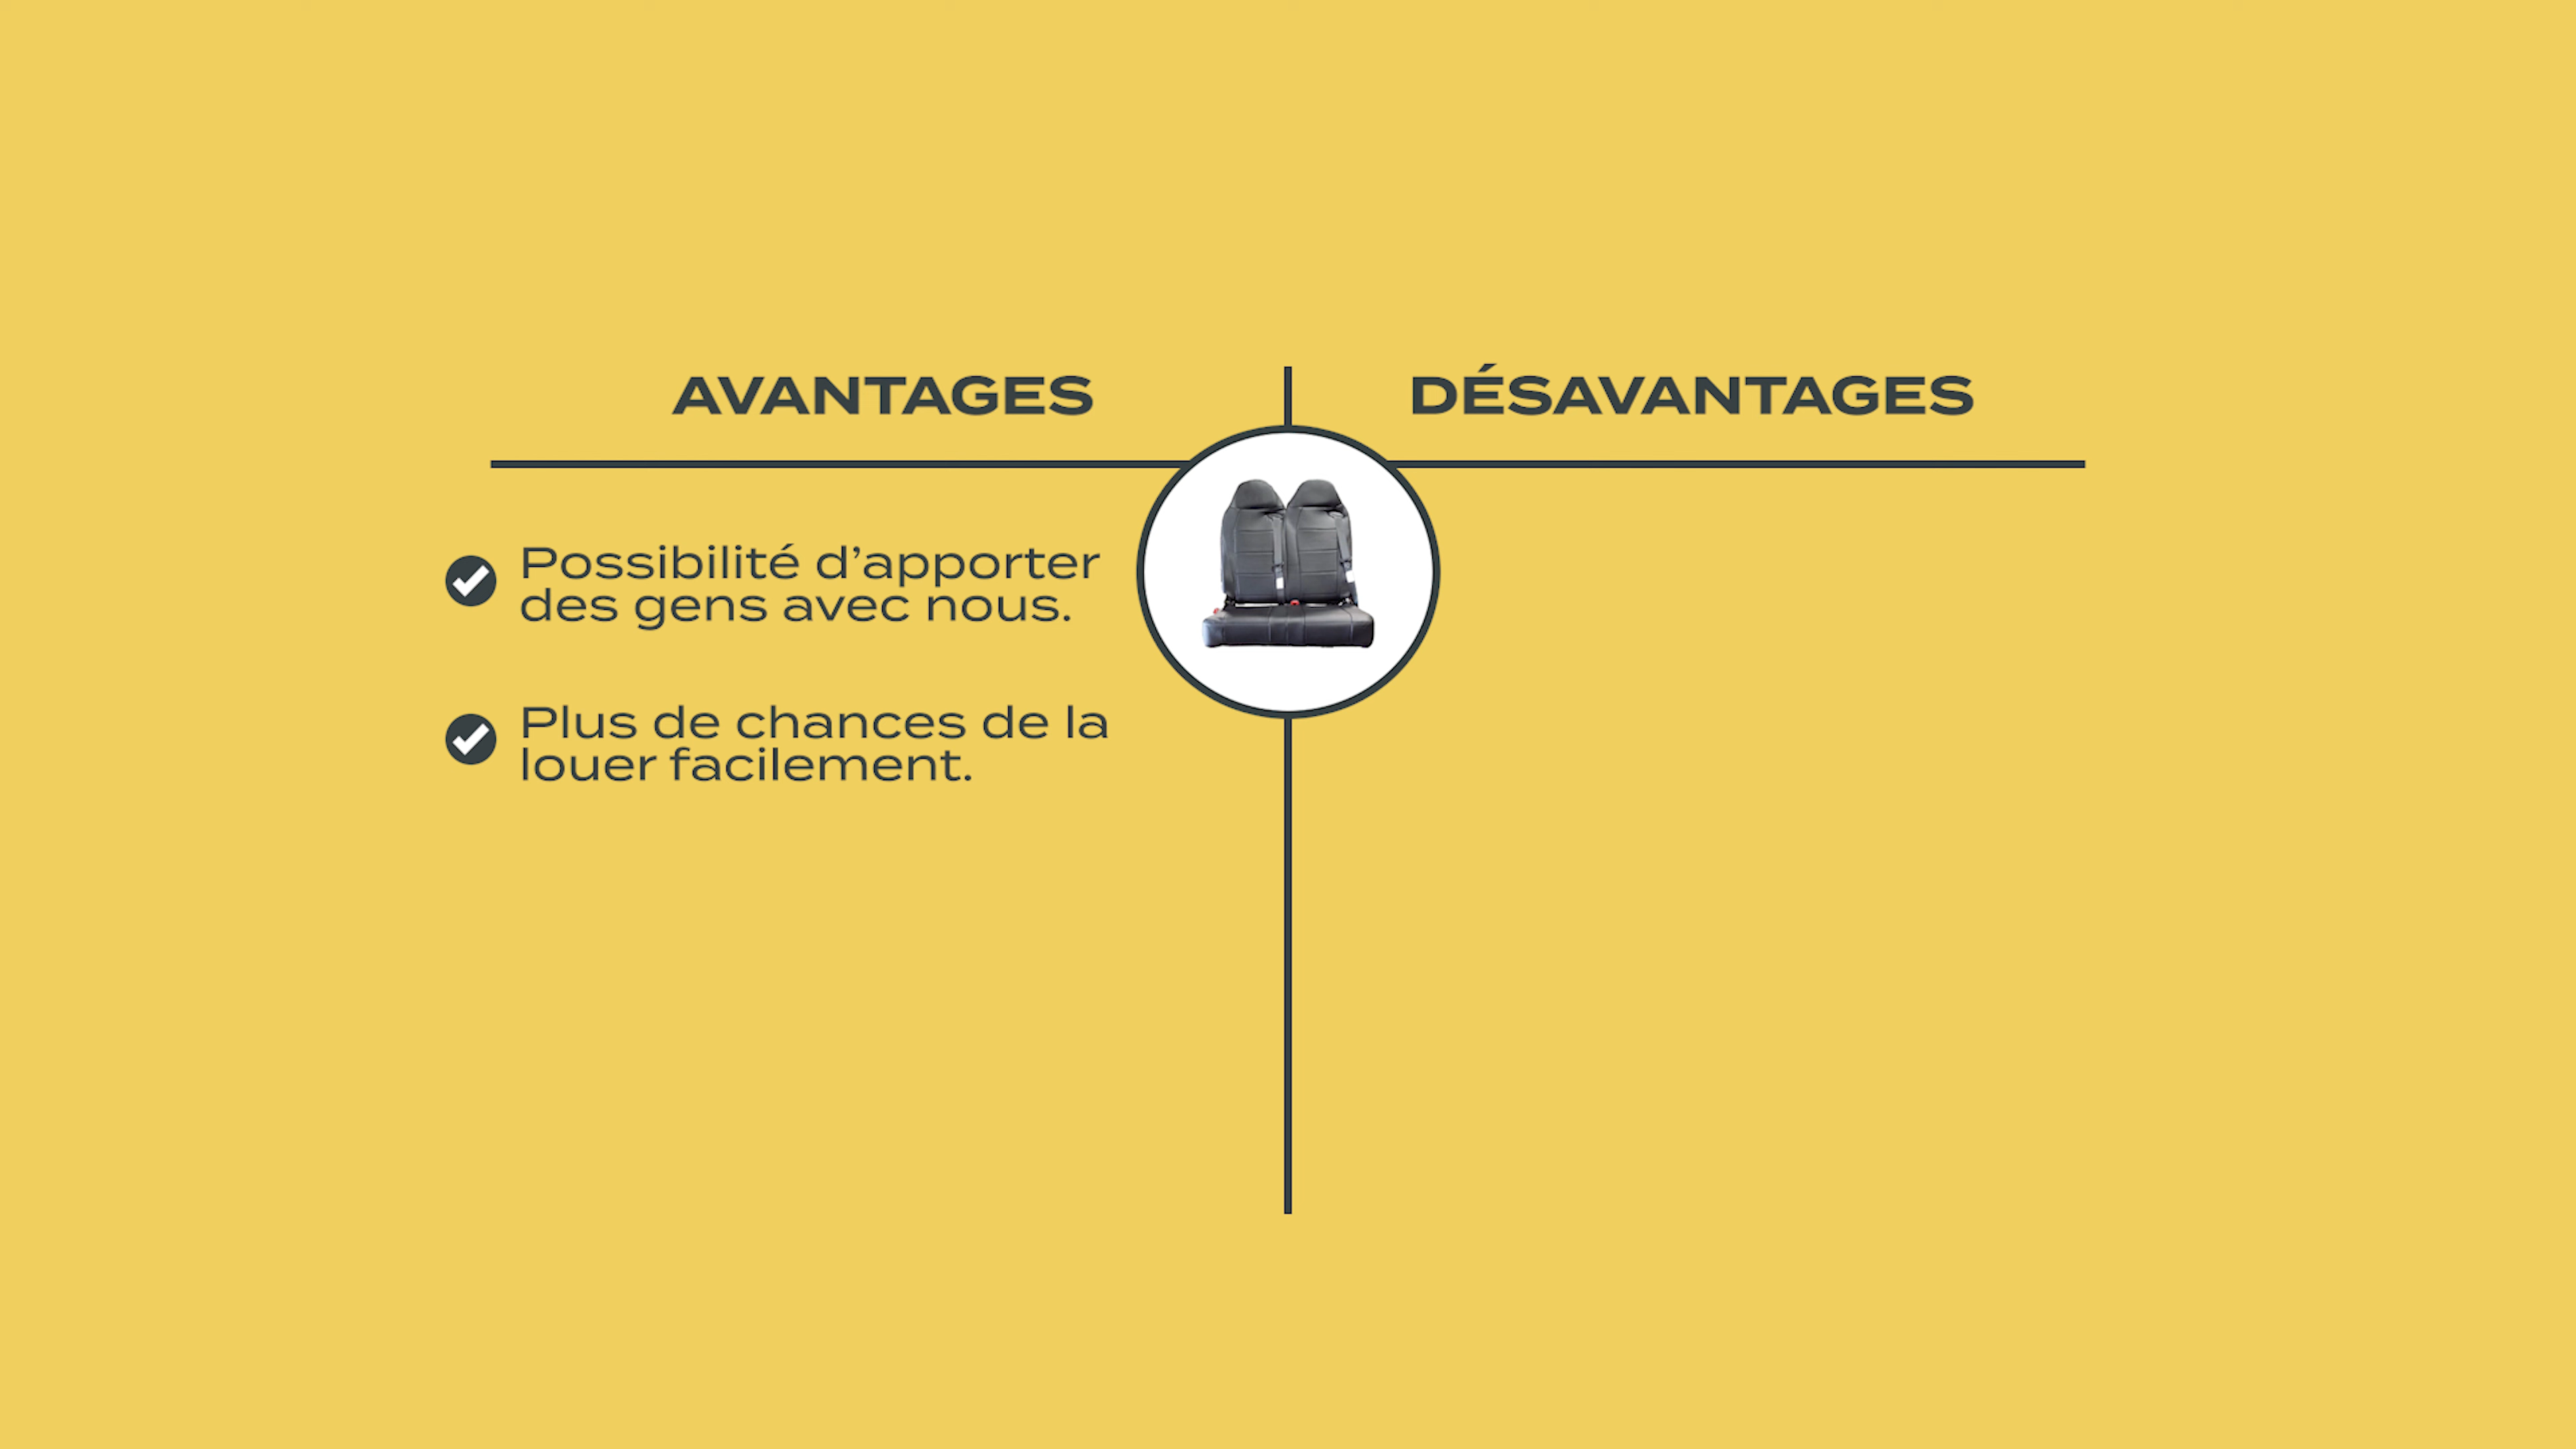 AVANTAGES
DÉSAVANTAGES
Possibilité d’apporter
des gens avec nous.
Plus de chances de la
louer facilement.